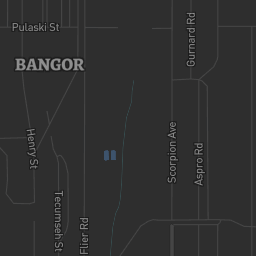 Pulaski St
Gurnard Rd
BANGOR
Henry St
Scorpion Ave
Aspro Rd
Tecumseh St
Flier Rd